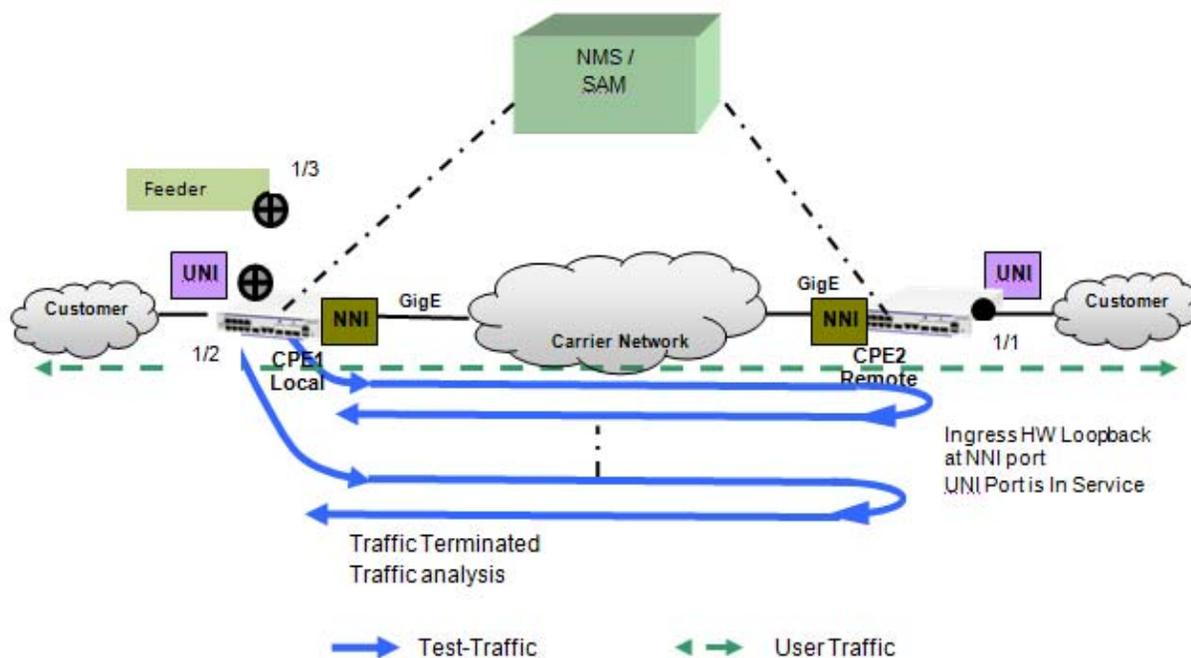 NMS /
SAM
1/3
Feeder
UNI
UNI
Customer
GigE
GigE
Customer
NNI
NNI
Carrier Network
1/2
CPE1
Local
CPE2
Remote
1/1
Ingress HW Loopback
at NNI port
UNI Port is In Service
Traffic Terminated
Traffic analysis
Test-Traffic
User Traffic